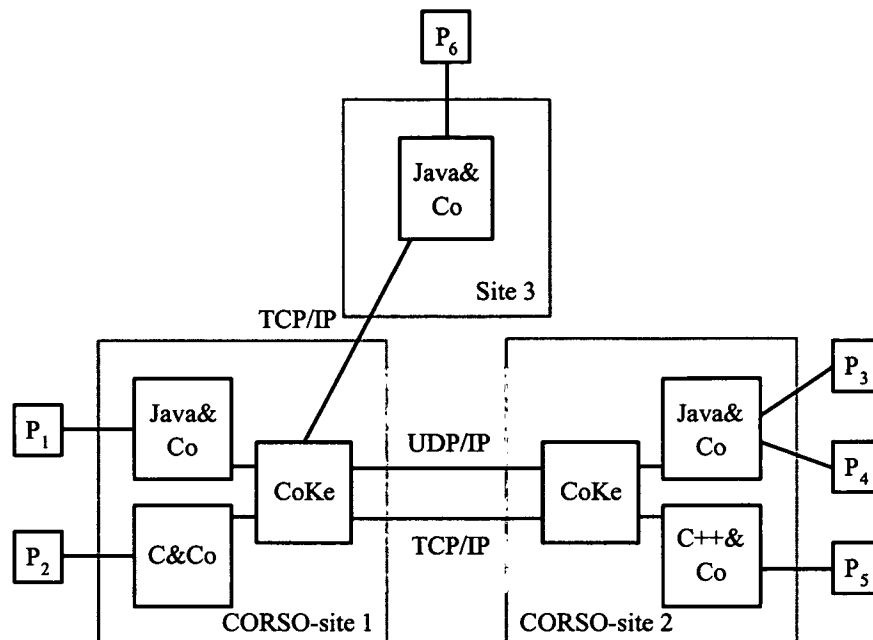 P6
Java&
Co
Site 3
TCP/IP
P1
Java&
Co
CoKe
P2
C&Co
CORSO-site 1
UDP/IP
TCP/IP
CoKe
Java&
Co
C++&
Co
CORSO-site 2
P3
P4
P5